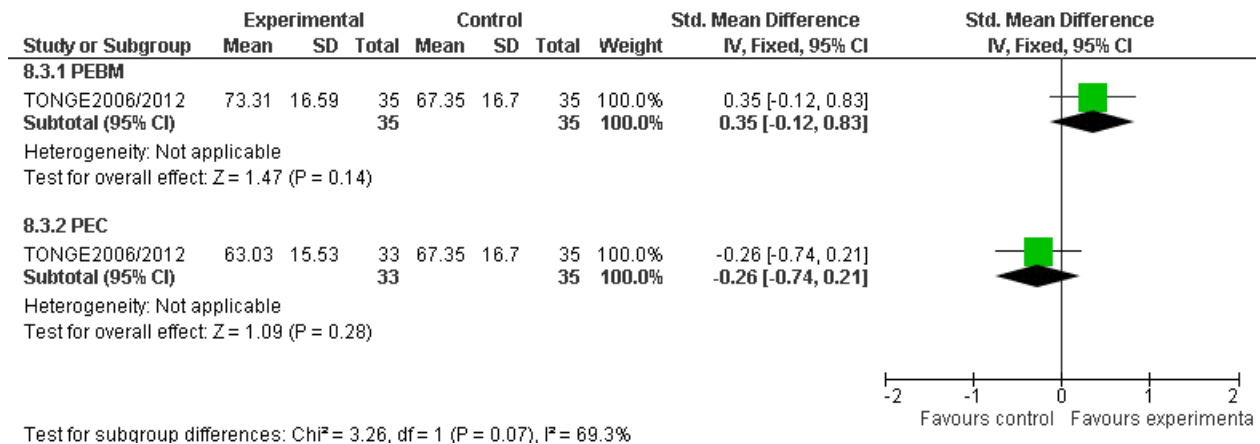 Experimental Control Std. Mean Difference Std. Mean Difference
Study or Subgroup Mean SD Total Mean SD Total Weight IV, Fixed, 95% CI IV, Fixed, 95% CI
8.3.1 PEBM
TONGE2006/2012 73.31 16.59 35 67.35 16.7 35 100.0% 0.35 [-0.12, 0.83]
Subtotal (95% CI) 35 35 100.0% 0.35 [-0.12, 0.83]
Heterogeneity: Not applicable
Test for overall effect: Z = 1.47 (P = 0.14)
8.3.2 PEC
TONGE2006/2012 63.03 15.53 33 67.35 16.7 35 100.0% -0.26 [-0.74, 0.21]
Subtotal (95% CI) 33 35 100.0% -0.26 [-0.74, 0.21]
Heterogeneity: Not applicable
Test for overall effect: Z = 1.09 (P = 0.28)
-2 -1 0 1 2
Favours control Favours experimenta
Test for subgroup differences: Chi² = 3.26, df = 1 (P = 0.07), I² = 69.3%